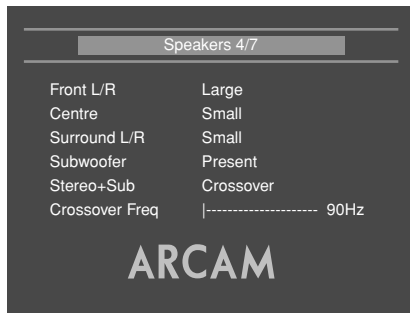 Speakers 4/7
Front L/R Large
Centre Small
Surround L/R Small
Subwoofer Present
Stereo+Sub Crossover
Crossover Freq |--------------------- 90Hz
ARCAM